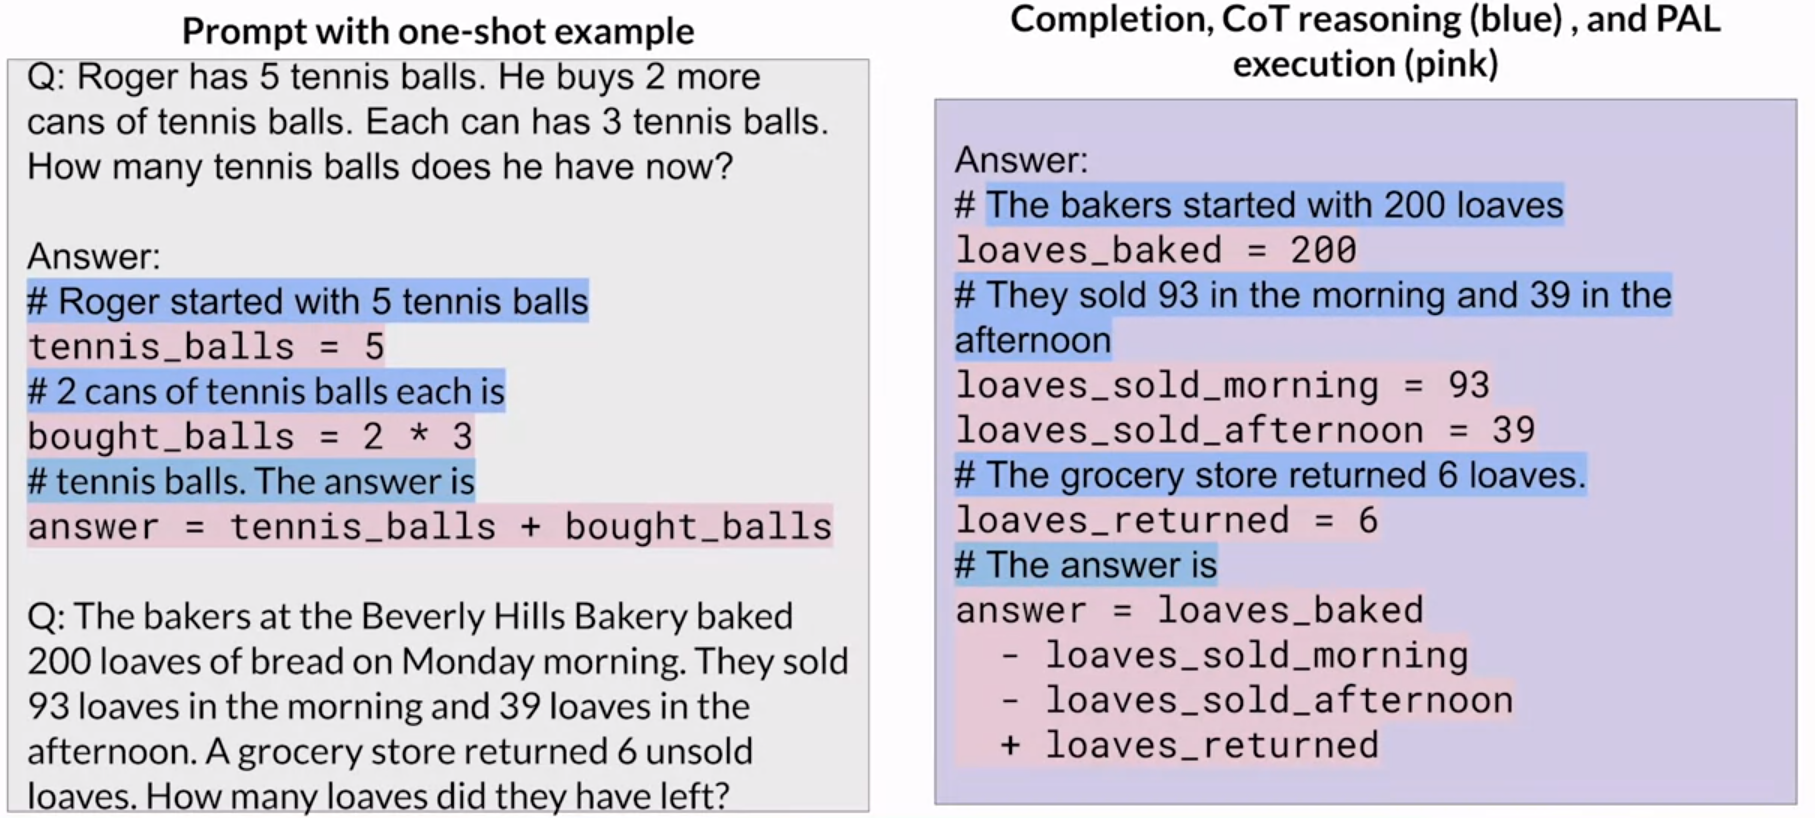 Prompt with one-shot example
Q: Roger has 5 tennis balls. He buys 2 more
cans of tennis balls. Each can has 3 tennis balls.
How many tennis balls does he have now?
Answer:
# Roger started with 5 tennis balls
tennis_balls = 5
# 2 cans of tennis balls each is
bought_balls = 2 * 3
# tennis balls. The answer is
answer = tennis_balls + bought_balls
Q: The bakers at the Beverly Hills Bakery baked
200 loaves of bread on Monday morning. They sold
93 loaves in the morning and 39 loaves in the
afternoon. A grocery store returned 6 unsold
loaves. How many loaves did they have left?
Completion, CoT reasoning (blue) , and PAL
execution (pink)
Answer:
# The bakers started with 200 loaves
loaves_baked = 200
# They sold 93 in the morning and 39 in the
afternoon
loaves_sold_morning = 93
loaves_sold_afternoon = 39
# The grocery store returned 6 loaves.
loaves_returned = 6
# The answer is
answer = loaves_baked
- loaves_sold_morning
- loaves_sold_afternoon
+ loaves_returned